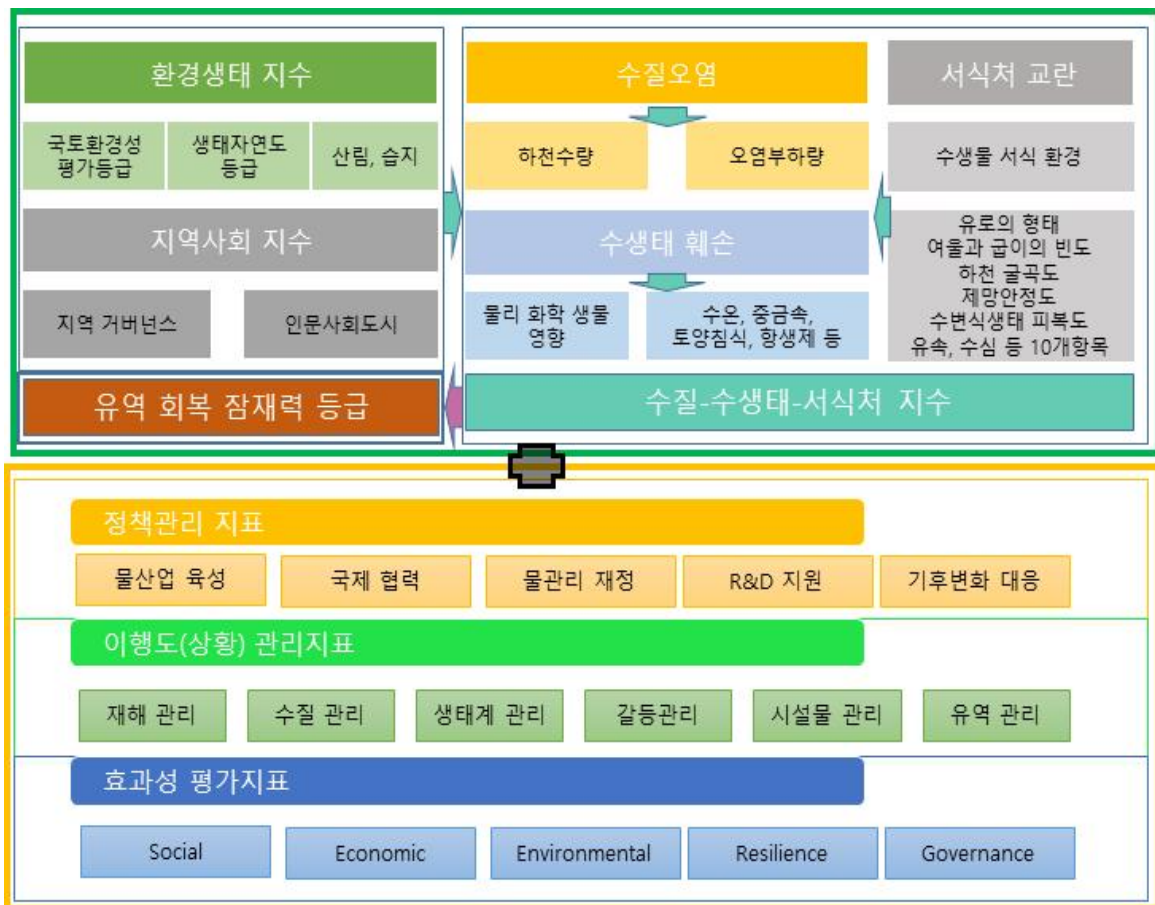 환경생태 지수
국토환경성
평가등급
생태자연도
등급
산림, 습지
지역사회 지수
지역 거버넌스
인문사회도시
유역 회복 잠재력 등급
수질오염
하천수량
오염부하량
수생태 훼손
물리 화학 생물
영향
수온, 중금속,
토양침식, 항생제 등
서식처 교란
수생물 서식 환경
유로의 형태
여울과 굽이의 빈도
하천 굴곡도
제망안정도
수변식생태 피복도
유속, 수심 등 10개항목
수질-수생태-서식처 지수
정책관리 지표
물산업 육성
국제 협력
물관리 재정
R&D 지원
기후변화 대응
이행도(상황) 관리지표
재해 관리
수질 관리
생태계 관리
갈등관리
시설물 관리
유역 관리
효과성 평가지표
Social
Economic
Environmental
Resilience
Governance